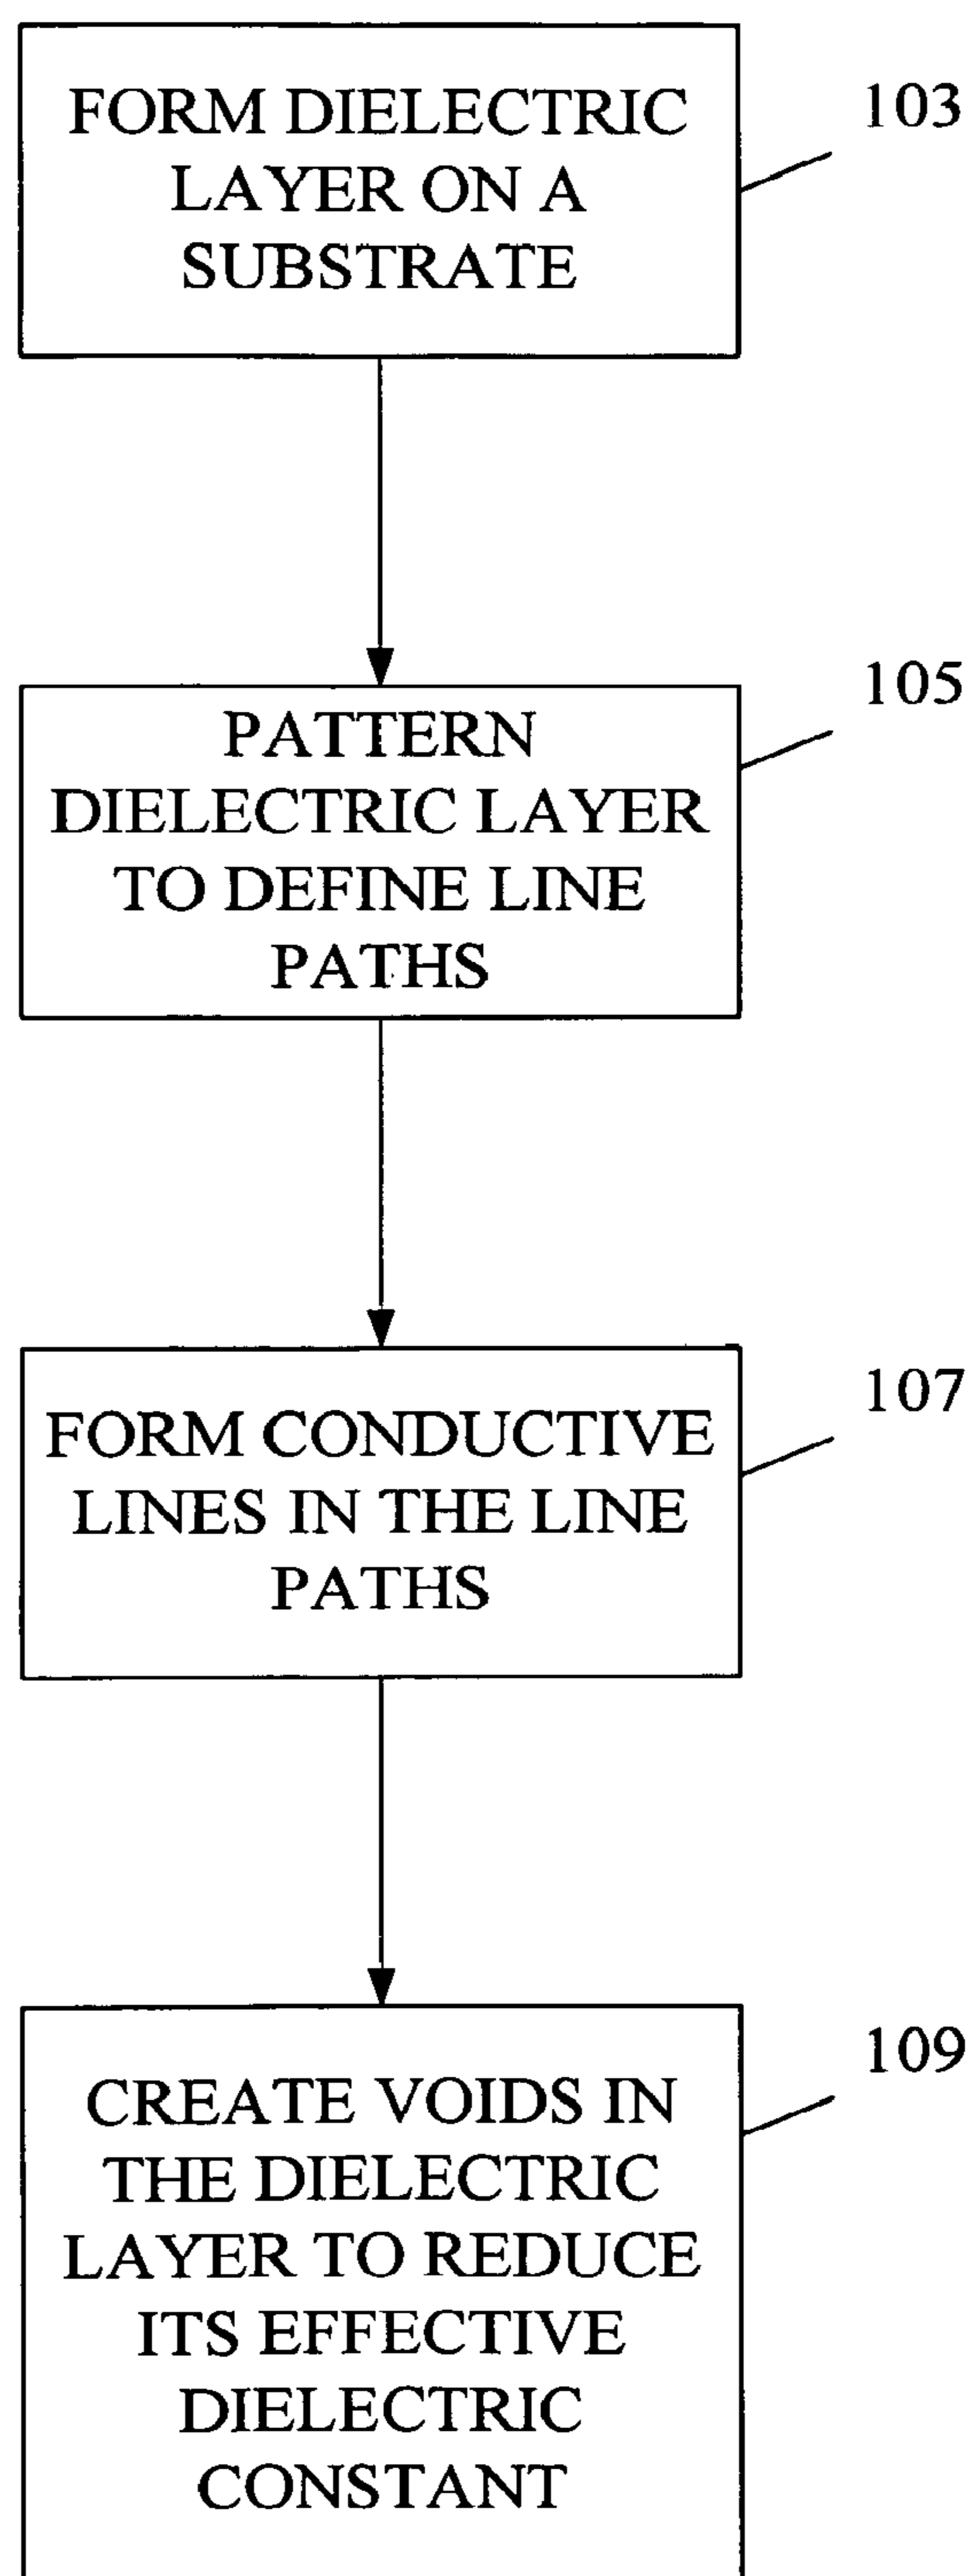 FORM DIELECTRIC
LAYER ON A
SUBSTRATE
103
PATTERN
DIELECTRIC LAYER
TO DEFINE LINE
PATHS
105
FORM CONDUCTIVE
LINES IN THE LINE
PATHS
107
CREATE VOIDS IN
THE DIELECTRIC
LAYER TO REDUCE
ITS EFFECTIVE
DIELECTRIC
CONSTANT
109